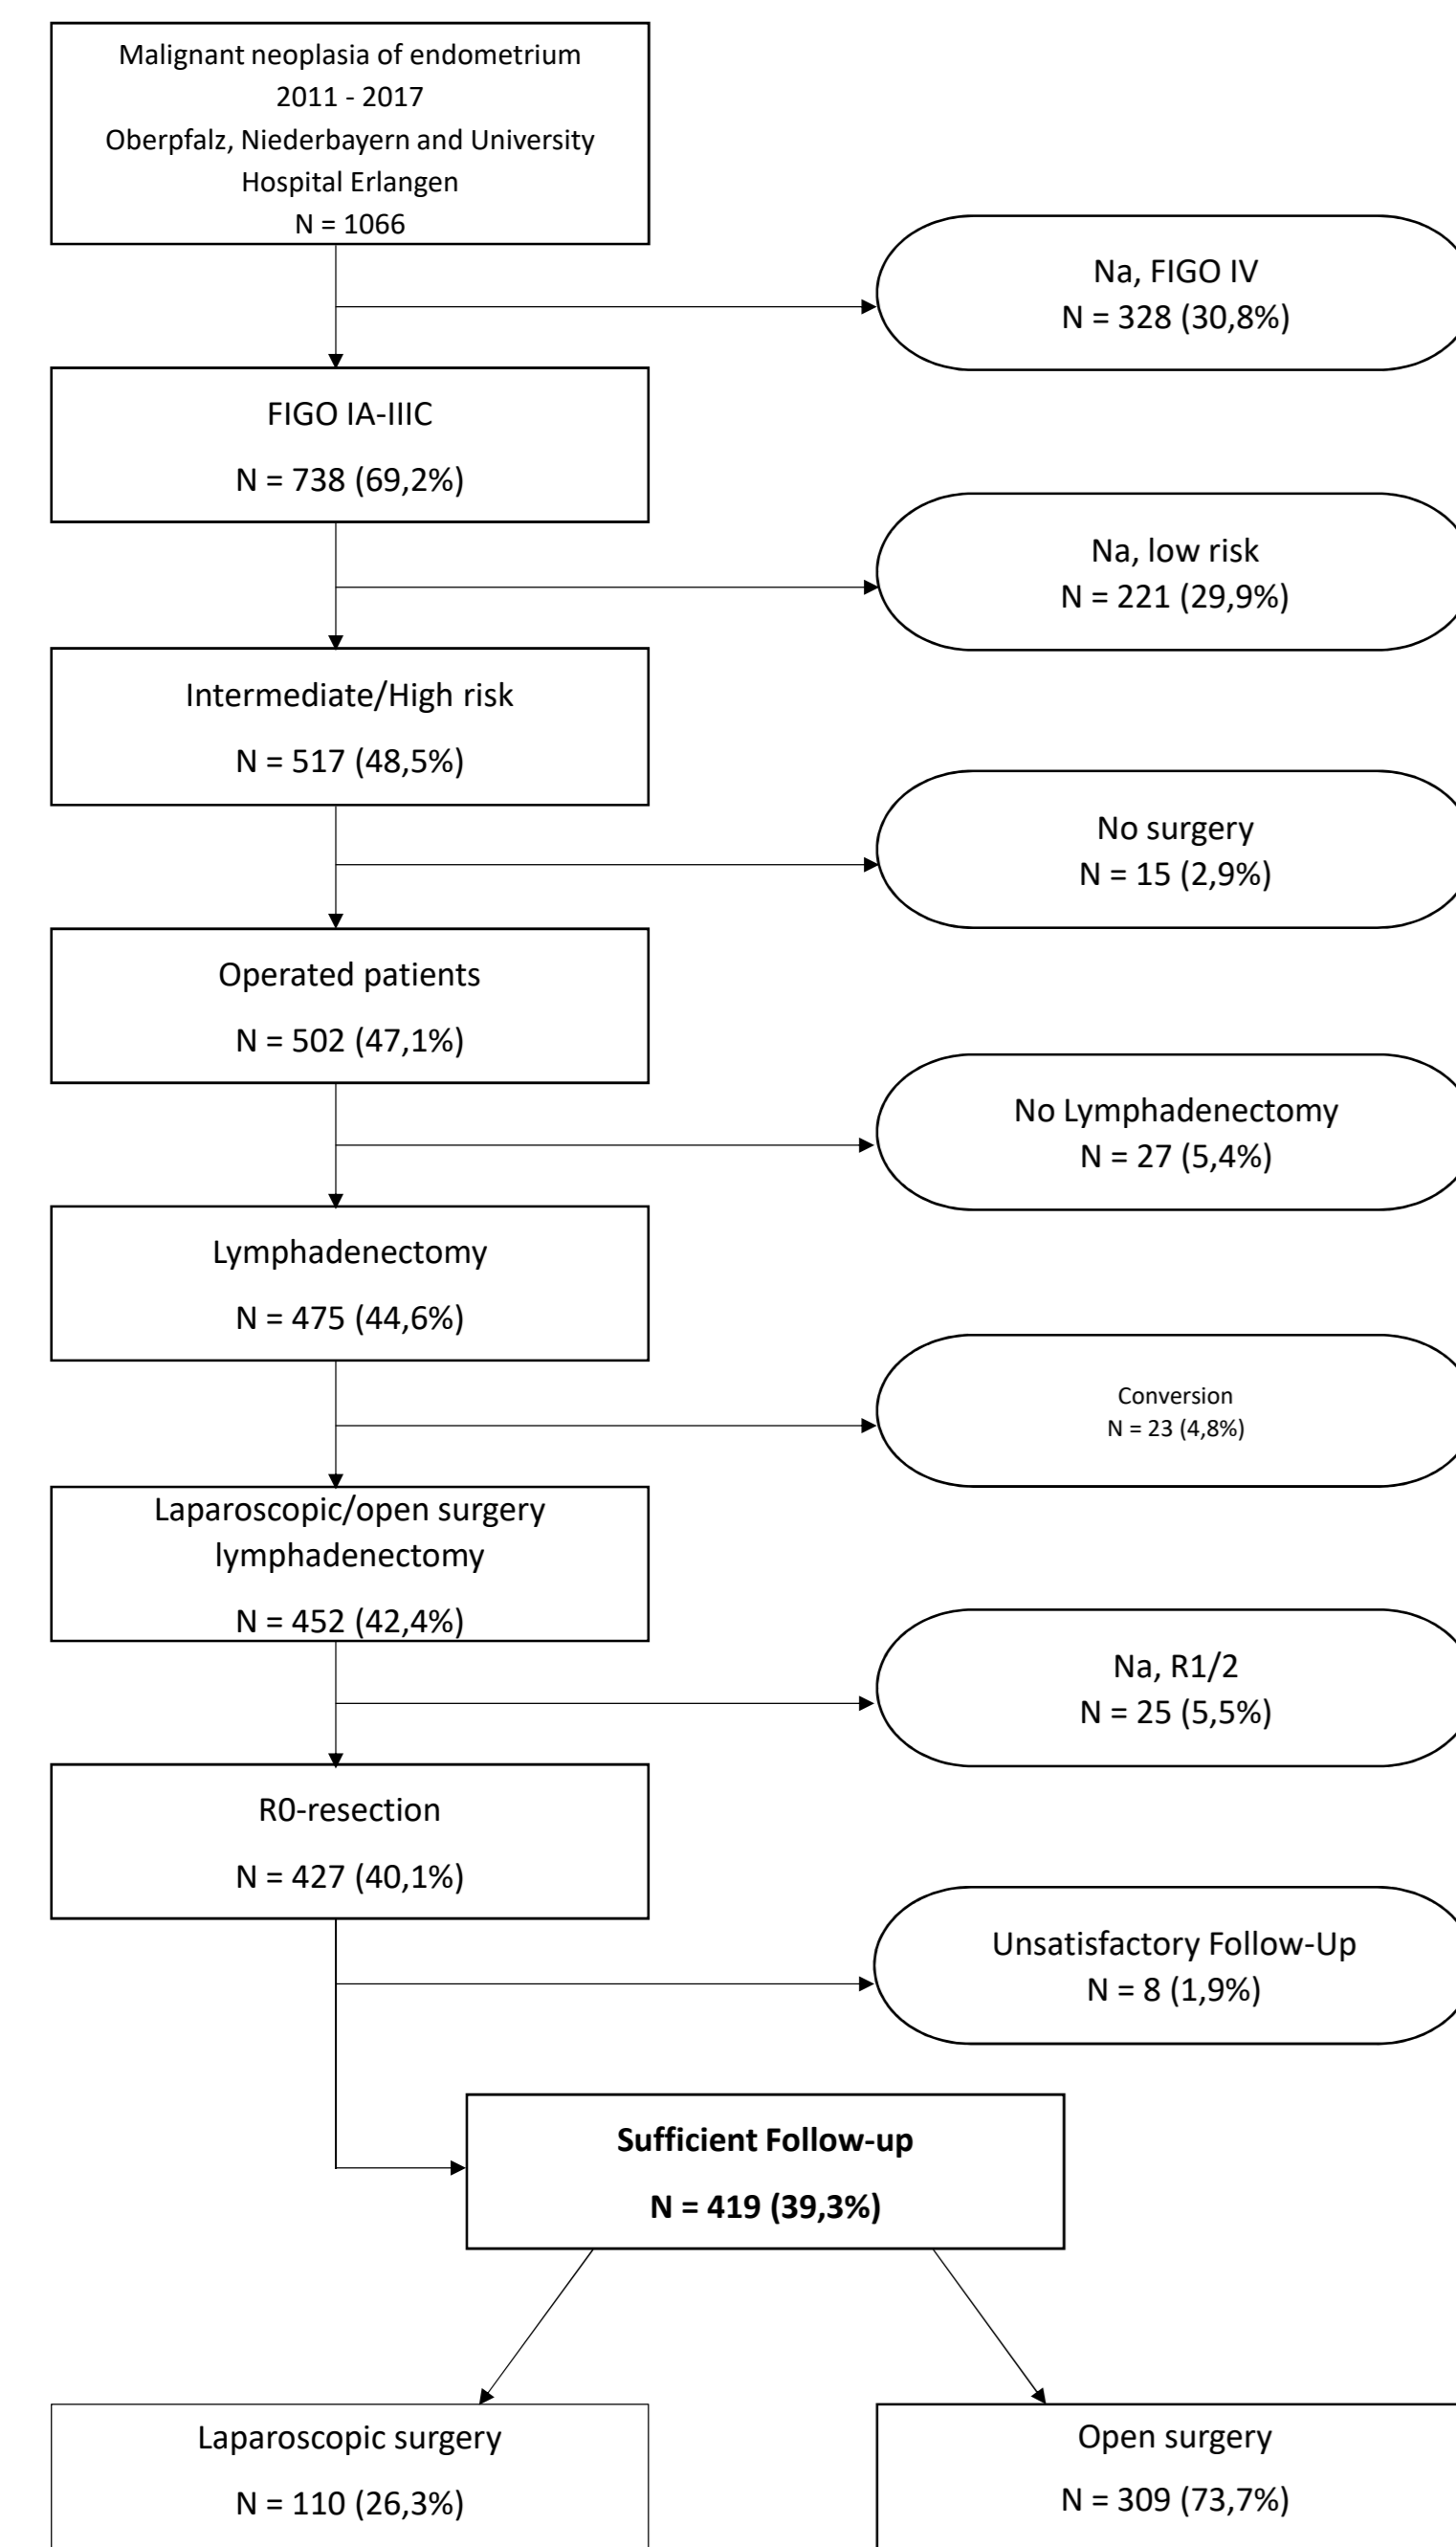 Malignant neoplasia of endometrium
2011 - 2017
Oberpfalz, Niederbayern and University
Hospital Erlangen
N = 1066
Na, FIGO IV
N = 328 (30,8%)
FIGO IA-IIIC
N = 738 (69,2%)
Na, low risk
N = 221 (29,9%)
Intermediate/High risk
N = 517 (48,5%)
No surgery
N = 15 (2,9%)
Operated patients
N = 502 (47,1%)
No Lymphadenectomy
N = 27 (5,4%)
Lymphadenectomy
N = 475 (44,6%)
Conversion
N = 23 (4,8%)
Laparoscopic/open surgery
lymphadenectomy
N = 452 (42,4%)
Na, R1/2
N = 25 (5,5%)
R0-resection
N = 427 (40,1%)
Unsatisfactory Follow-Up
N = 8 (1,9%)
Sufficient Follow-up
N = 419 (39,3%)
Laparoscopic surgery
N = 110 (26,3%)
Open surgery
N = 309 (73,7%)